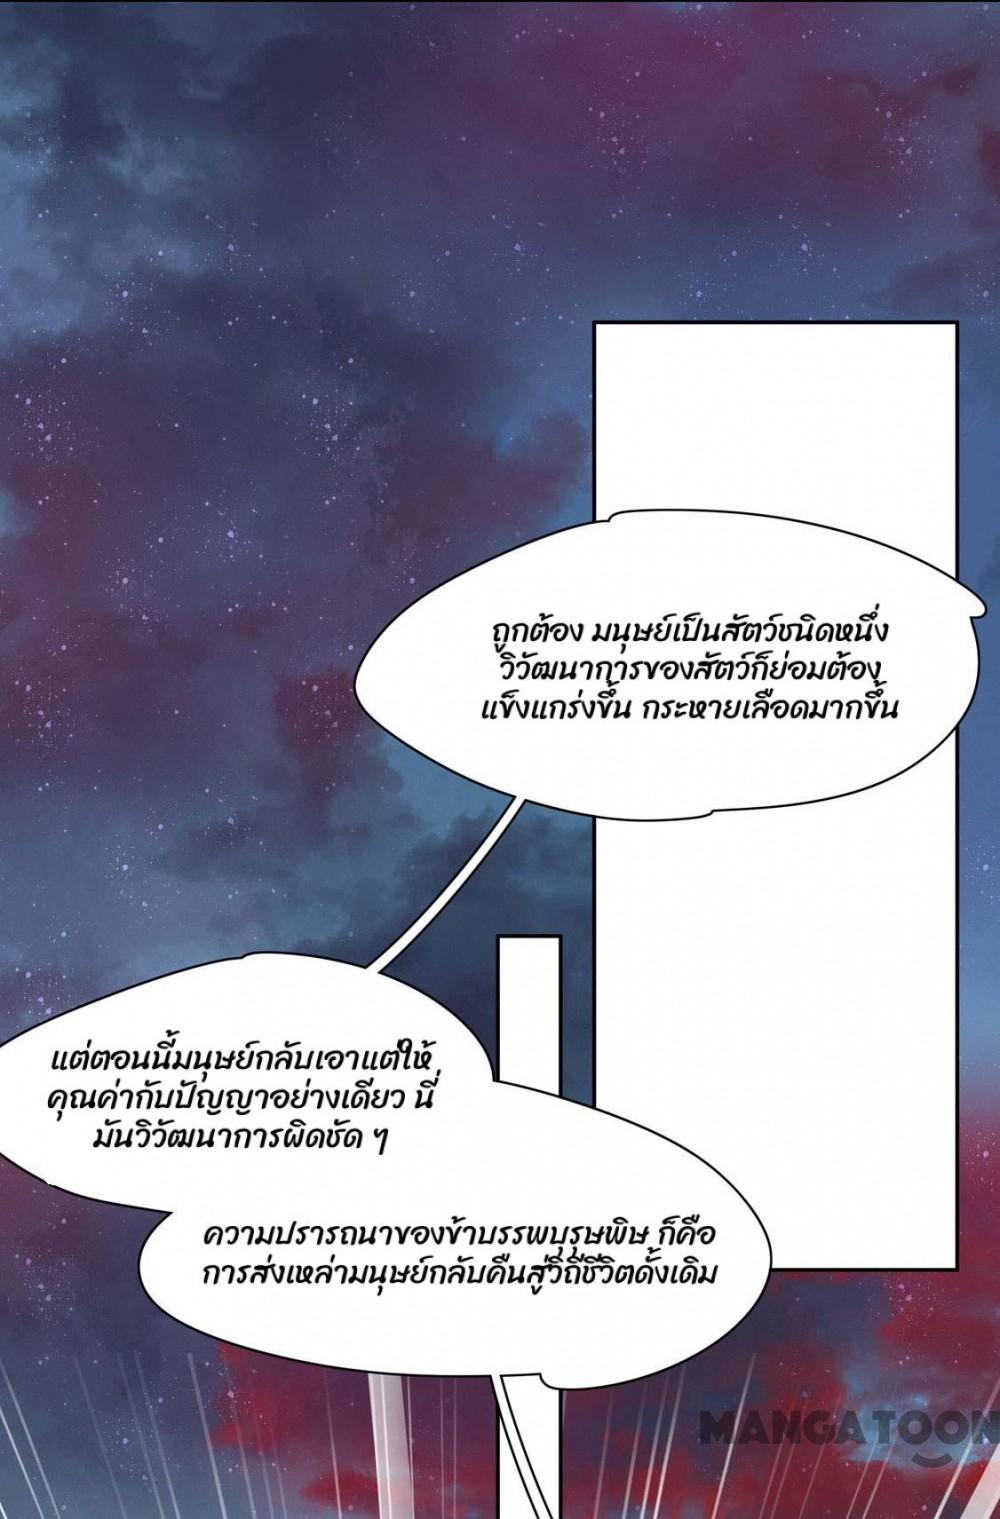 ถูกต้อง มนุษย์เป็นสัตว์ชนิดหนึ่ง
วิวัฒนาการของสัตว์ก็ย่อมต้อง
แข็งแกร่งขึ้น กระหายเลือดมากขึ้น
แต่ตอนนี้มนุษย์กลับเอาแต่ให้
คุณค่ากับปัญญาอย่างเดียว นี่
มันวิวัฒนาการผิดชัด ๆ
ความปรารถนาของข้าบรรพบุรุษพิษ ก็คือ
การส่งเหล่ามนุษย์กลับคืนสู่วิถีชีวิตดั้งเดิม
MANGATOON